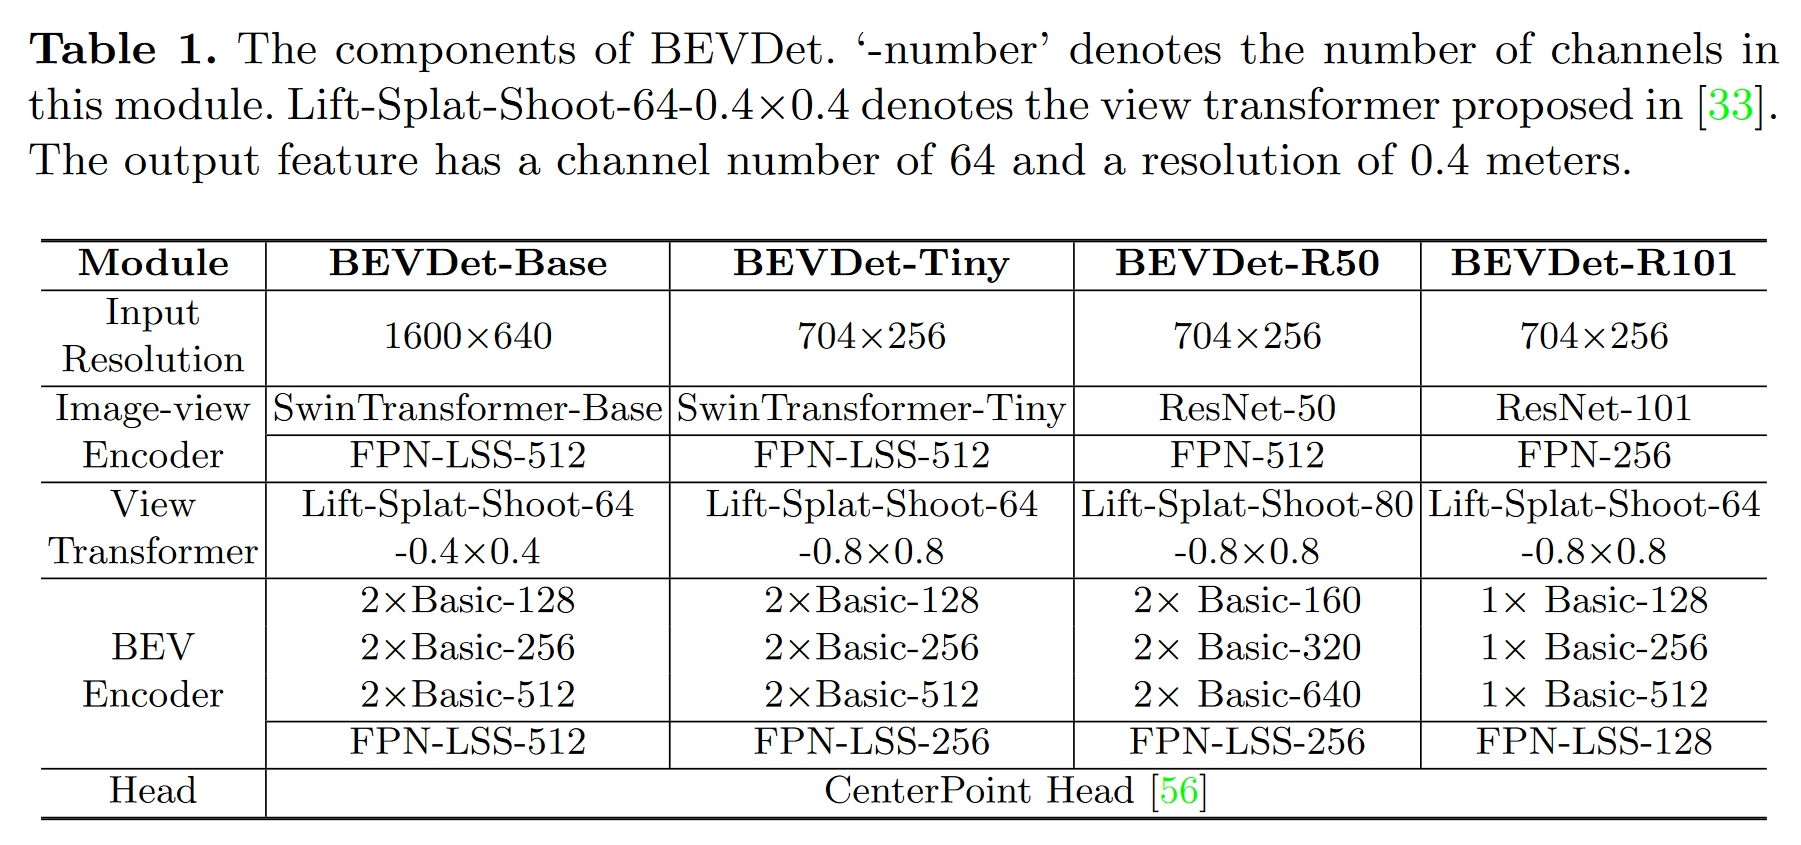 Table 1. The components of BEVDet. ‘-number’ denotes the number of channels in
this module. Lift-Splat-Shoot-64-0.4×0.4 denotes the view transformer proposed in [33].
The output feature has a channel number of 64 and a resolution of 0.4 meters.
Module BEVDet-Base BEVDet-Tiny BEVDet-R50 BEVDet-R101
Input
Resolution 1600×640 704×256 704×256 704×256
Image-view SwinTransformer-Base SwinTransformer-Tiny ResNet-50 ResNet-101
Encoder FPN-LSS-512 FPN-LSS-512 FPN-512 FPN-256
View Lift-Splat-Shoot-64 Lift-Splat-Shoot-64 Lift-Splat-Shoot-80 Lift-Splat-Shoot-64
Transformer -0.4×0.4 -0.8×0.8 -0.8×0.8 -0.8×0.8
2×Basic-128 2×Basic-128 2× Basic-160 1× Basic-128
BEV 2×Basic-256 2×Basic-256 2× Basic-320 1× Basic-256
Encoder 2×Basic-512 2×Basic-512 2× Basic-640 1× Basic-512
FPN-LSS-512 FPN-LSS-256 FPN-LSS-256 FPN-LSS-128
Head CenterPoint Head [56]